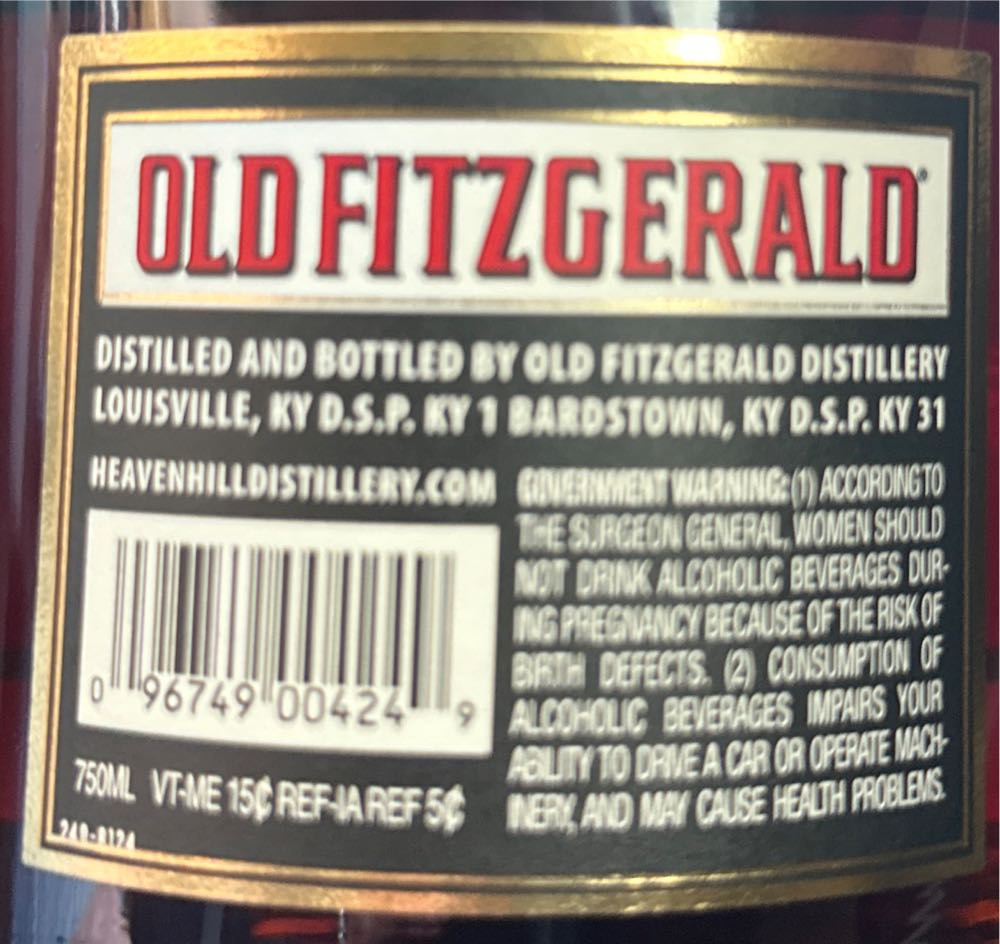 OLD FITZGERALD
DISTILLED AND BOTTLED BY OLD FITZGERALD DISTILLERY
LOUISVILLE, KY D.S.P. KY 1 BARDSTOWN, KY D.S.P. KY 31
HEAVENHILLDISTILLERY.COM
GOVERNMENT WARNING: (1) ACCORDING TO
THE SURGEON GENERAL, WOMEN SHOULD
NOT DRINK ALCOHOLIC BEVERAGES DUR-
ING PREGNANCY BECAUSE OF THE RISK OF
BIRTH DEFECTS. (2) CONSUMPTION OF
ALCOHOLIC BEVERAGES IMPAIRS YOUR
ABILITY TO DRIVE A CAR OR OPERATE MACH-
INERY, AND MAY CAUSE HEALTH PROBLEMS.
0 96749 00424 9
750ML VT-ME 15¢ REF-IA REF 5¢